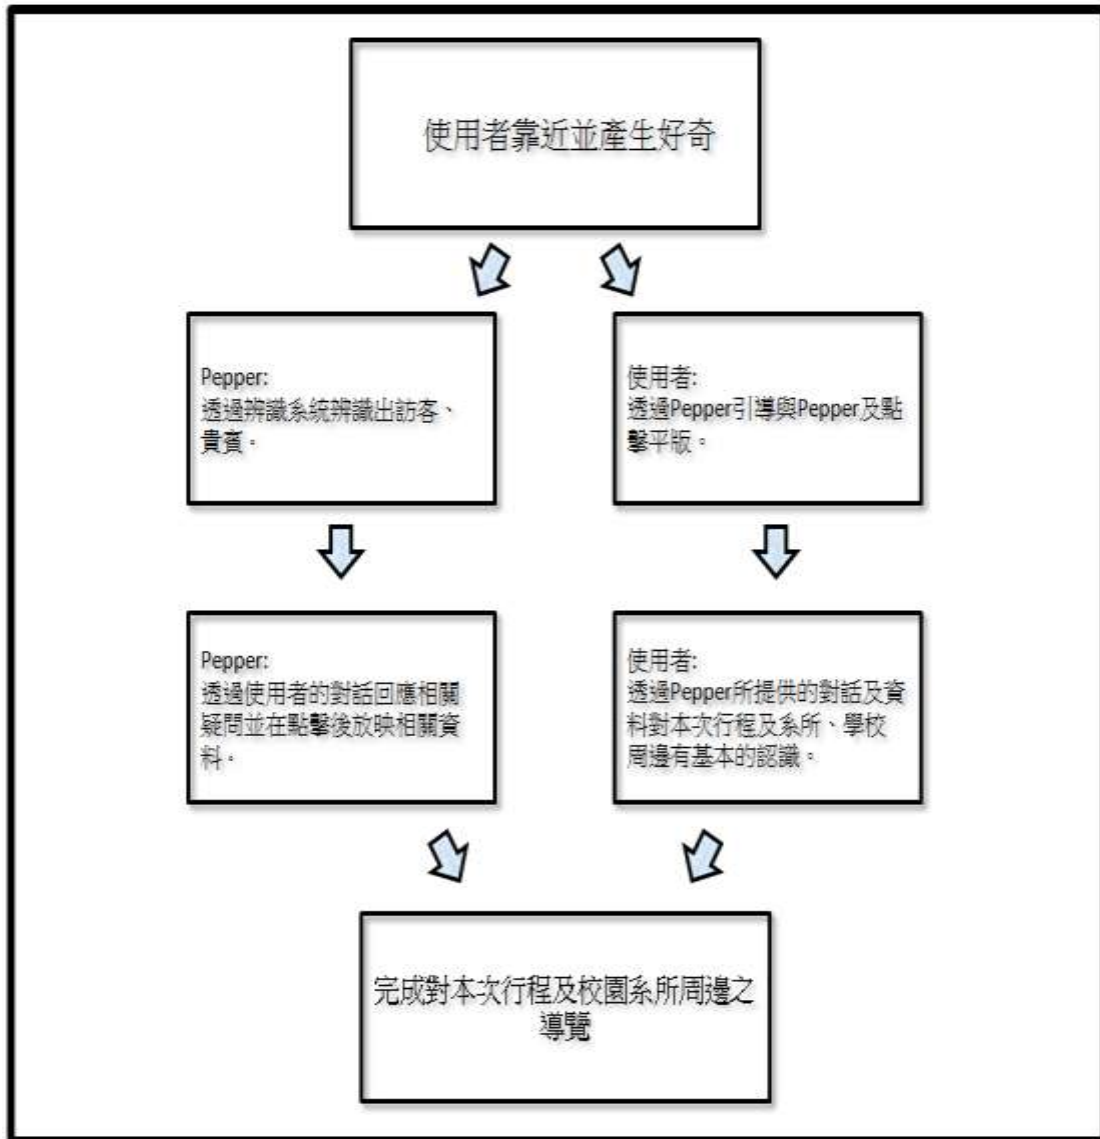 使用者靠近並產生好奇
Pepper:
透過辨識系統辨識出訪客、
貴賓。
使用者:
透過Pepper引導與Pepper及點
擊平版。
Pepper:
透過使用者的對話回應相關
疑問並在點擊後放映相關資
料。
使用者:
透過Pepper所提供的對話及資
料對本次行程及系所、學校
周邊有基本的認識。
完成對本次行程及校園系所周邊之
導覽